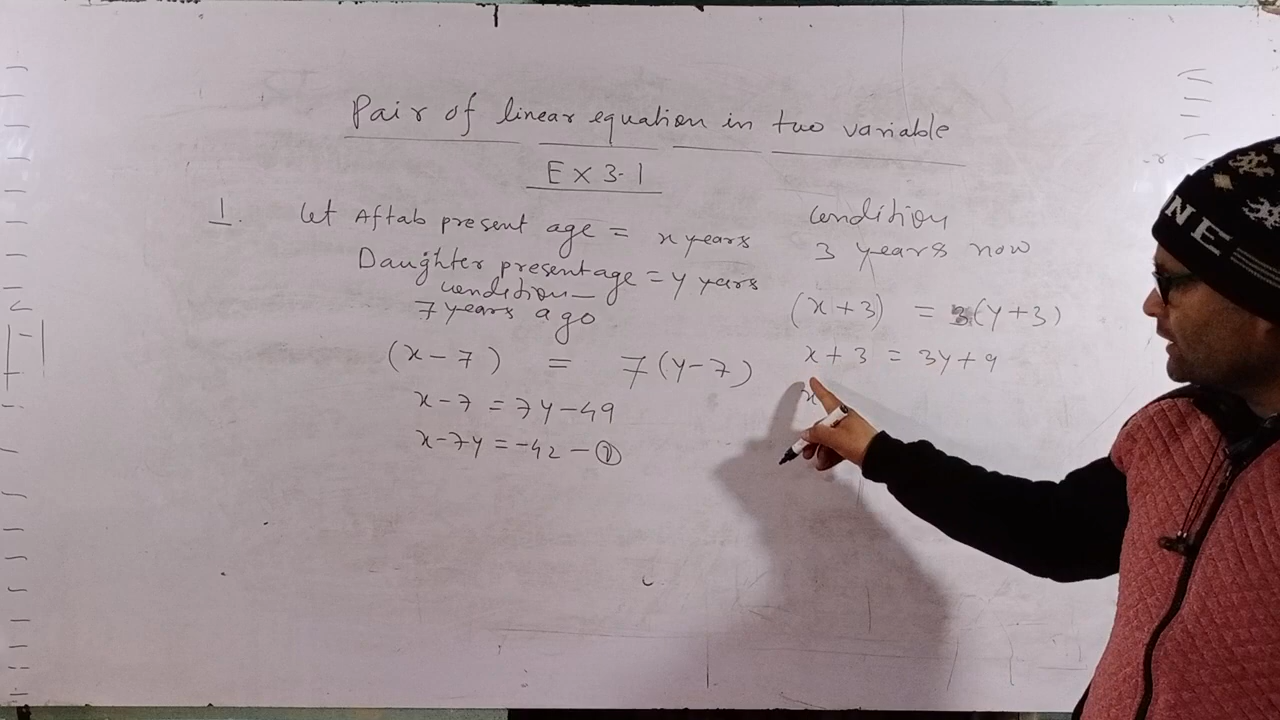 Pair of linear equation in two variable
Ex 3.1
1. Let Aftab present age = x years
Daughter present age = y years
condition-
7 years ago
(x - 7) = 7(y - 7)
x - 7 = 7y - 49
x - 7y = -42 - ①
condition
3 years now
(x + 3) = 3(y + 3)
x + 3 = 3y + 9
x
NE